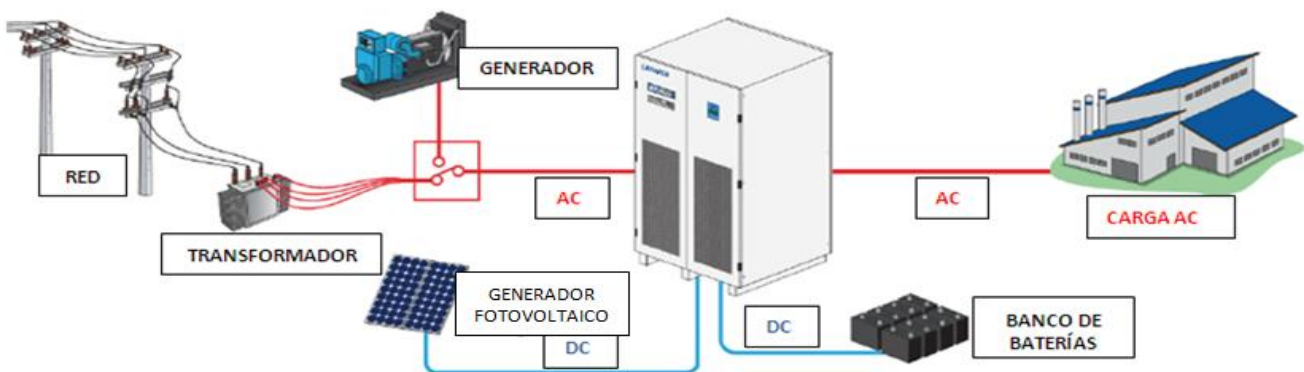 GENERADOR
RED
AC
AC
CARGA AC
TRANSFORMADOR
GENERADOR
FOTOVOLTAICO
DC
DC
BANCO DE
BATERÍAS